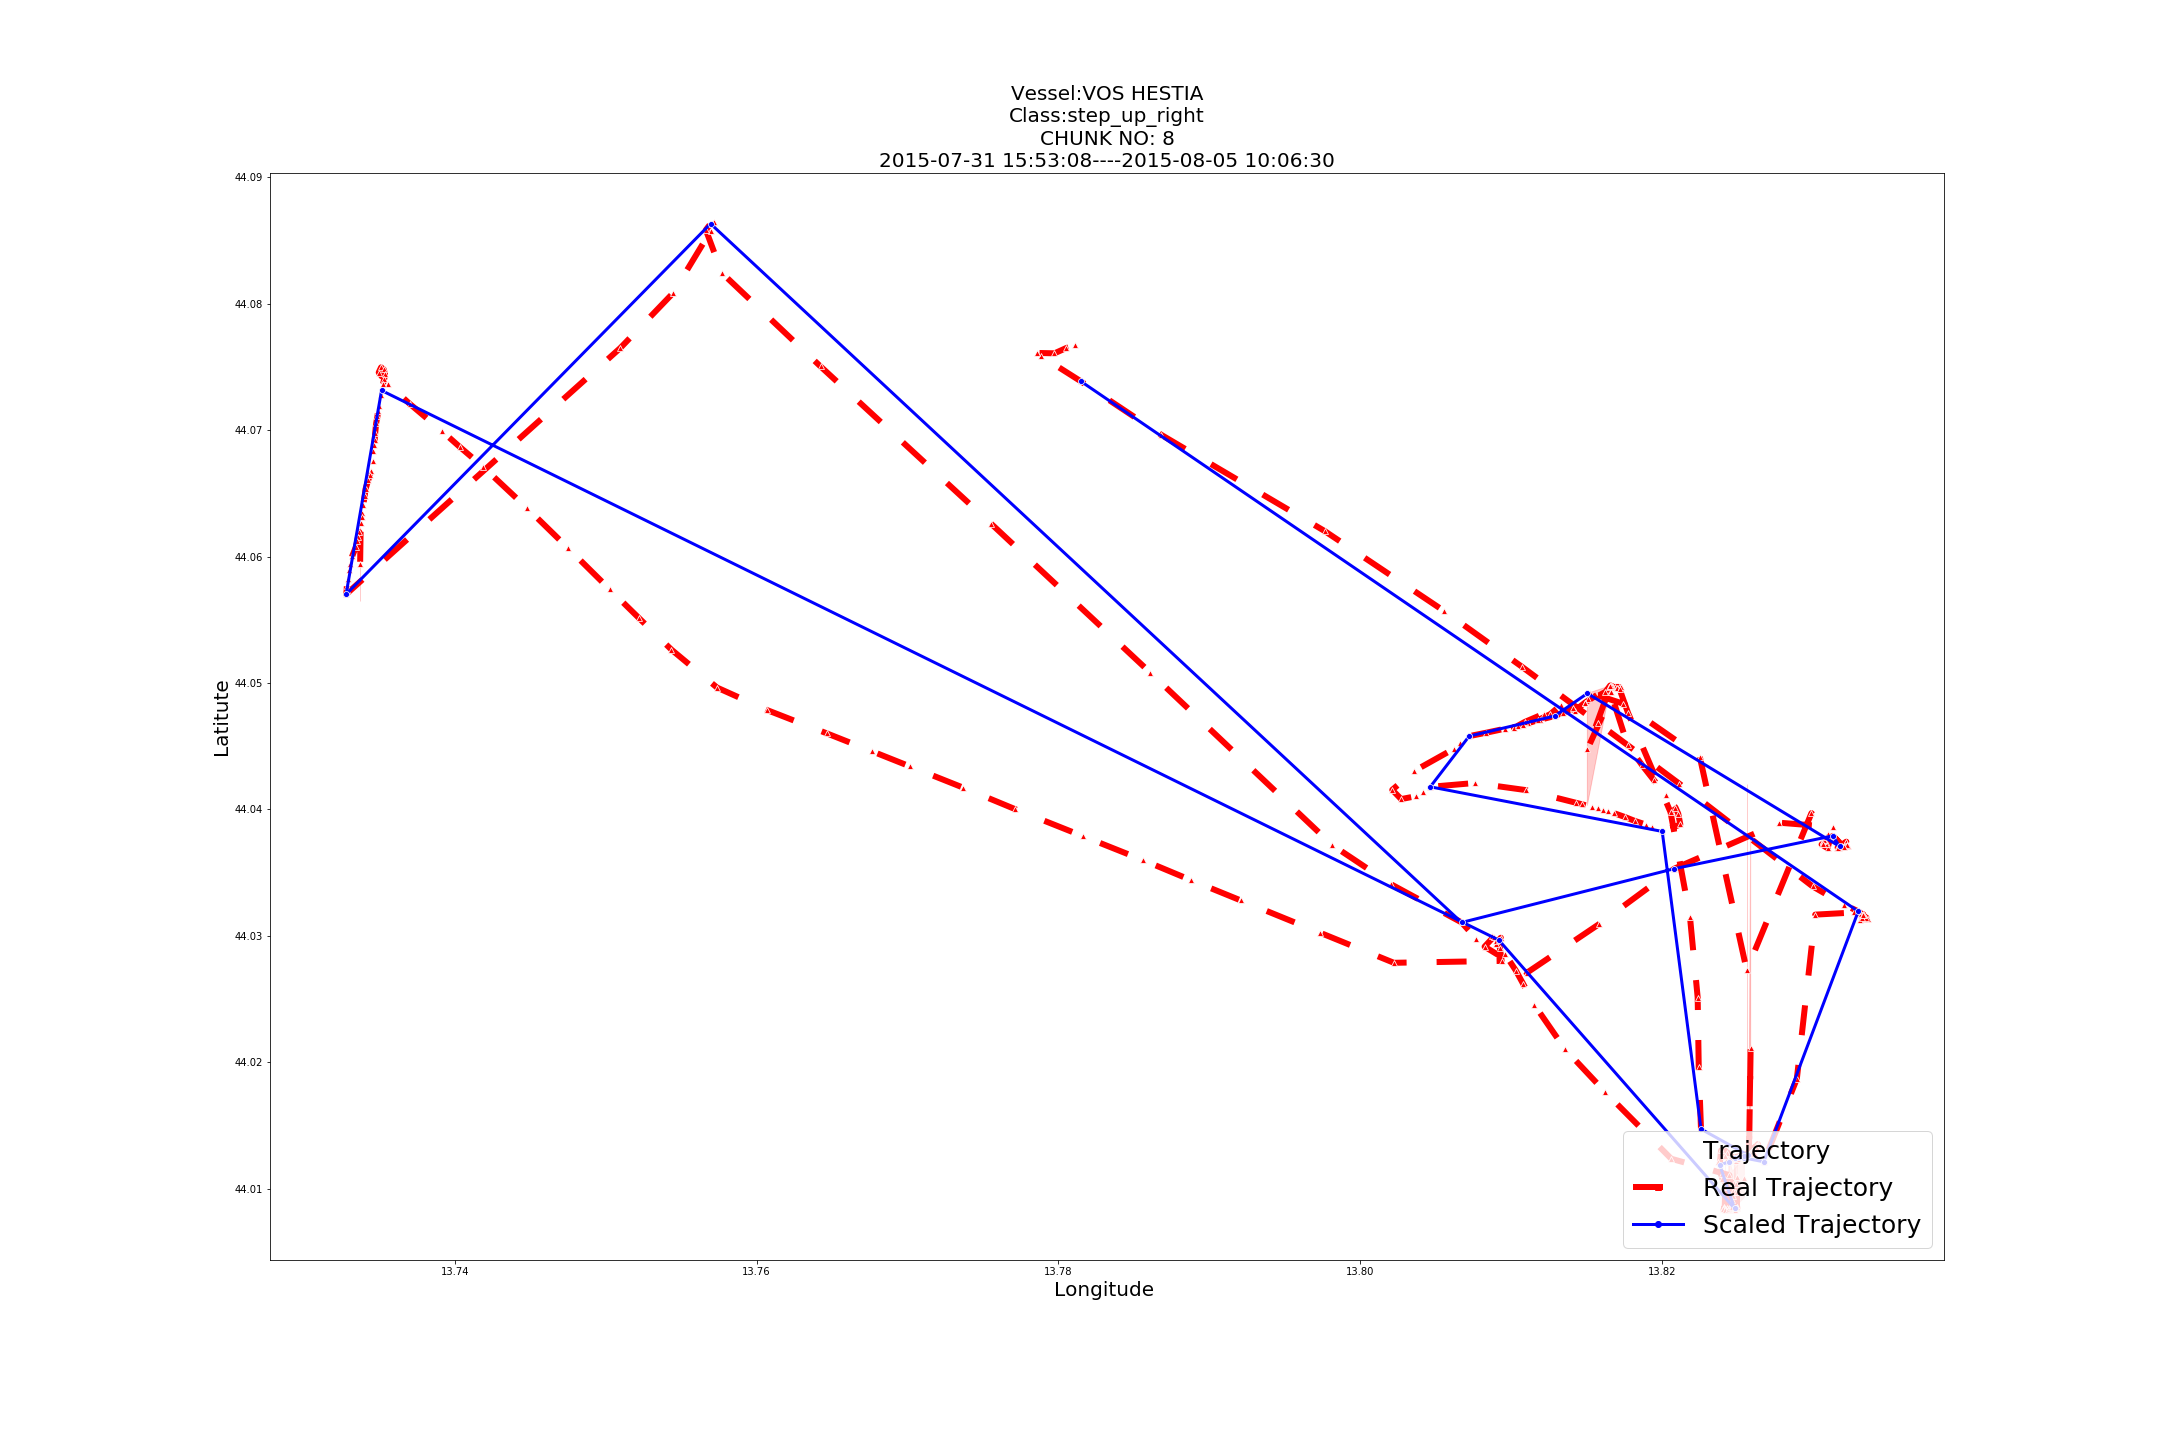 Vessel:VOS HESTIA
Class:step_up_right
CHUNK NO: 8
2015-07-31 15:53:08----2015-08-05 10:06:30
44.09
44.08
44.07
44.06
44.05
44.04
44.03
44.02
44.01
Latitute
13.74
13.76
13.78
13.80
13.82
Longitude
Trajectory
Real Trajectory
Scaled Trajectory